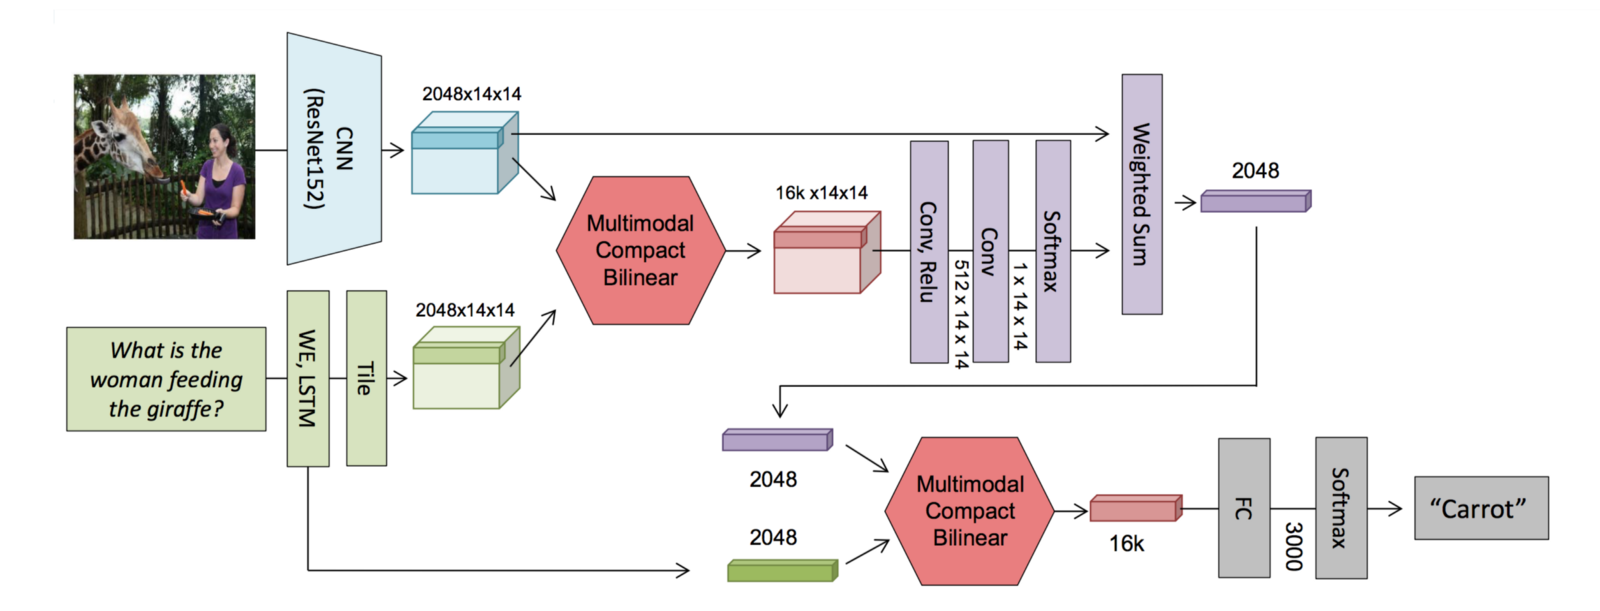 CNN
(ResNet152)
2048x14x14
What is the
woman feeding
the giraffe?
WE, LSTM
Tile
2048x14x14
Multimodal
Compact
Bilinear
16k x14x14
Conv, Relu
512 x 14 x 14
Conv
1 x 14 x 14
Softmax
Weighted Sum
2048
2048
2048
Multimodal
Compact
Bilinear
16k
FC
3000
Softmax
“Carrot”